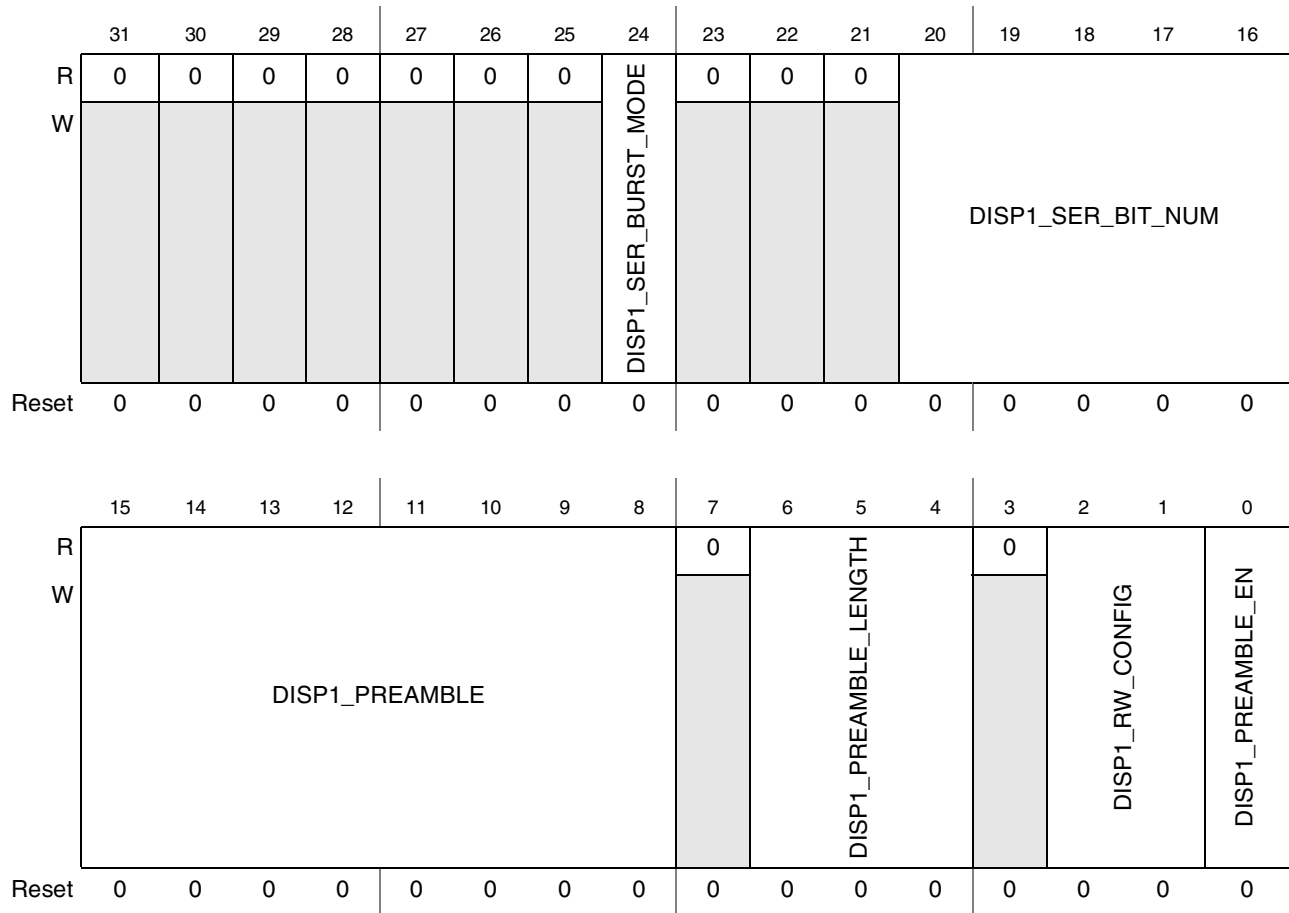 31 30 29 28 27 26 25 24 23 22 21 20 19 18 17 16
R 0 0 0 0 0 0 0 DISP1_SER_BURST_MODE 0 0 0 DISP1_SER_BIT_NUM
W
Reset 0 0 0 0 0 0 0 0 0 0 0 0 0 0 0 0
15 14 13 12 11 10 9 8 7 6 5 4 3 2 1 0
R DISP1_PREAMBLE 0 DISP1_PREAMBLE_LENGTH 0 DISP1_RW_CONFIG DISP1_PREAMBLE_EN
W
Reset 0 0 0 0 0 0 0 0 0 0 0 0 0 0 0 0